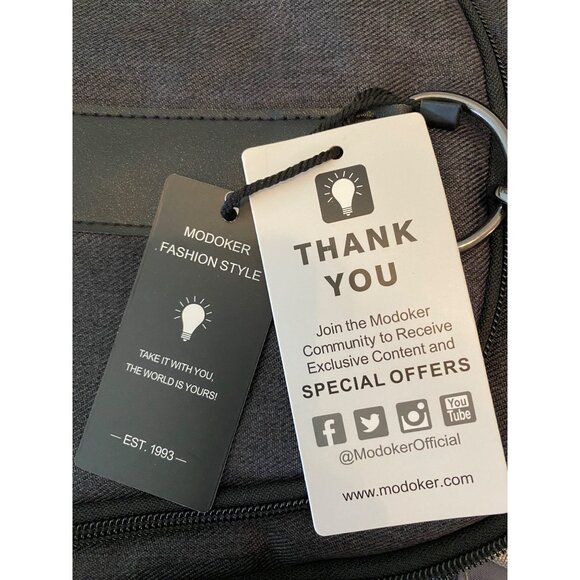 MODOKER
.FASHION STYLE
TAKE IT WITH YOU,
THE WORLD IS YOURS!
EST. 1993
THANK
YOU
Join the Modoker
Community to Receive
Exclusive Content and
SPECIAL OFFERS
f You Tube
@ModokerOfficial
www.modoker.com